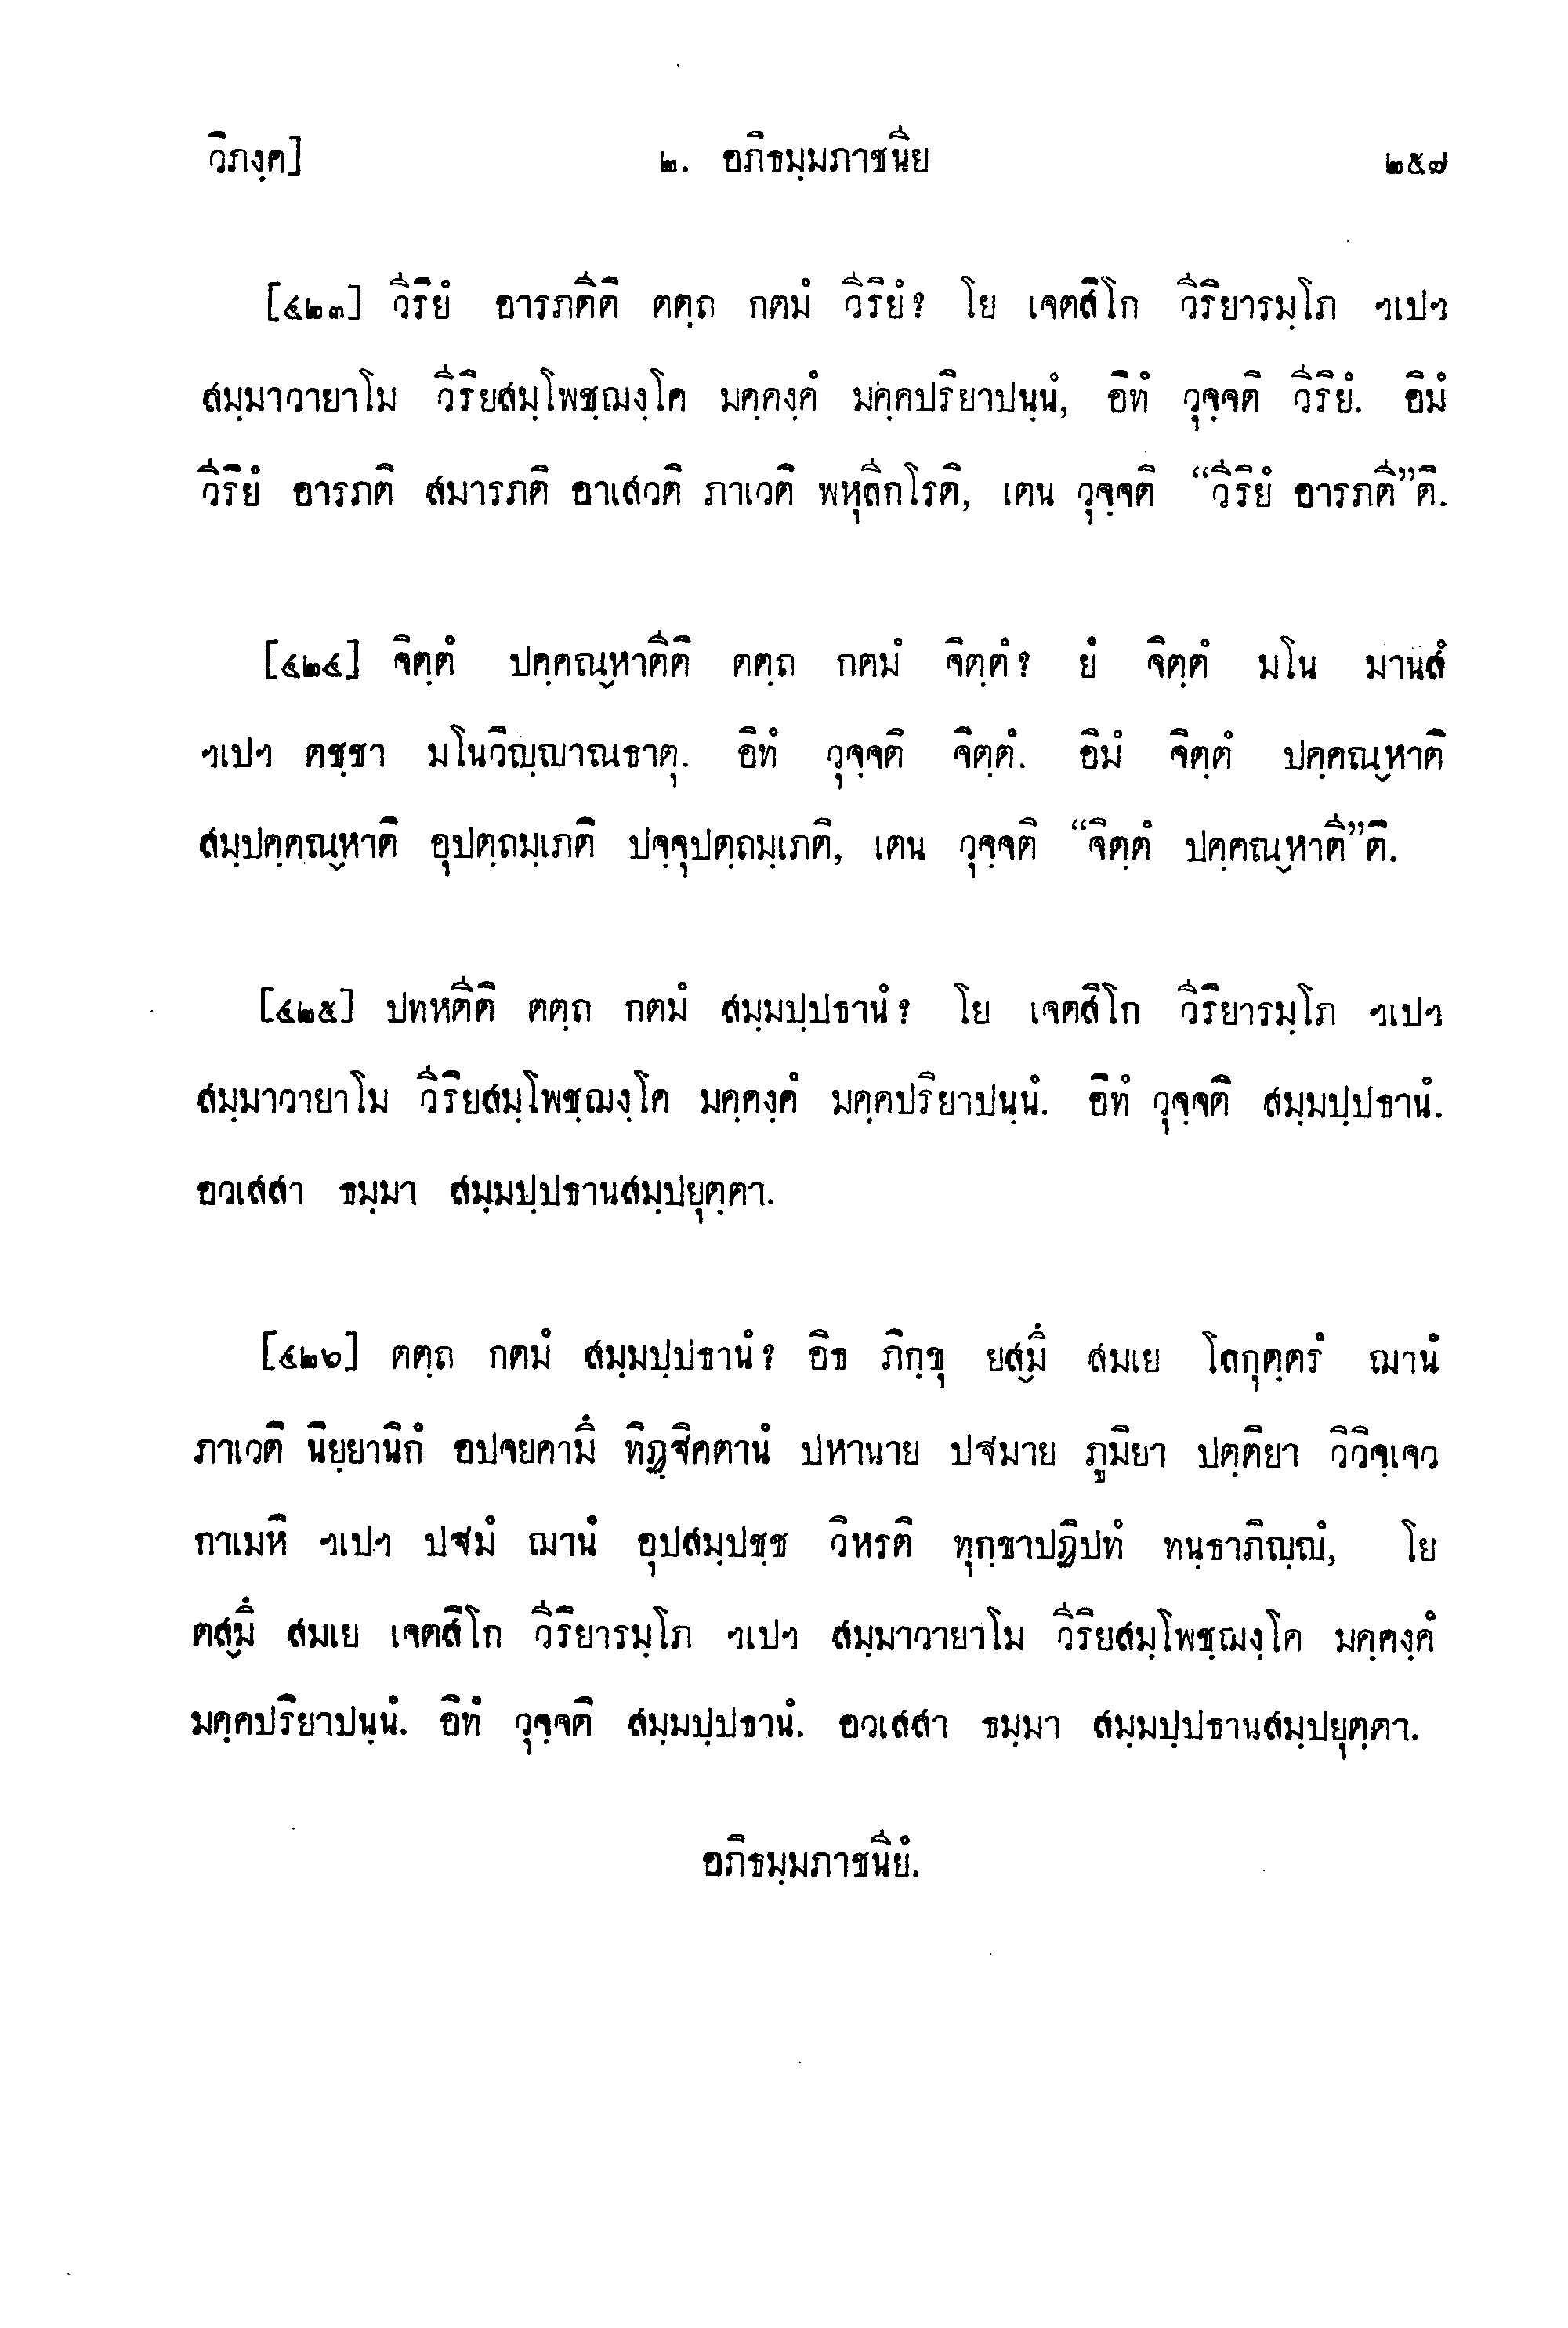 วิภงฺค] ๒. อภิธมฺมภาชนีย ๒๕๗
[๔๒๓] วีริยํ อารภตีติ ตตฺถ กตมํ วีริยํ? โย เจตสิโก วีริยารมฺโภ ฯเปฯ
สมฺมาวายาโม วีริยสมฺโพชฺฌงฺโค มคฺคงฺคํ มคฺคปริยาปนฺนํ, อิทํ วุจฺจติ วีริยํ. อิมํ
วีริยํ อารภติ สมารภติ อาเสวติ ภาเวติ พหุลีกโรติ, เตน วุจฺจติ “วีริยํ อารภตี”ติ.
[๔๒๔] จิตฺตํ ปคฺคณฺหาตีติ ตตฺถ กตมํ จิตฺตํ? ยํ จิตฺตํ มโน มานสํ
ฯเปฯ ตชฺชา มโนวิญฺญาณธาตุ. อิทํ วุจฺจติ จิตฺตํ. อิมํ จิตฺตํ ปคฺคณฺหาติ
สมฺปคฺคณฺหาติ อุปตฺถมฺเภติ ปจฺจุปตฺถมฺเภติ, เตน วุจฺจติ “จิตฺตํ ปคฺคณฺหาตี”ติ.
[๔๒๕] ปทหตีติ ตตฺถ กตมํ สมฺมปฺปธานํ? โย เจตสิโก วีริยารมฺโภ ฯเปฯ
สมฺมาวายาโม วีริยสมฺโพชฺฌงฺโค มคฺคงฺคํ มคฺคปริยาปนฺนํ. อิทํ วุจฺจติ สมฺมปฺปธานํ.
อวเสสา ธมฺมา สมฺมปฺปธานสมฺปยุตฺตา.
[๔๒๖] ตตฺถ กตมํ สมฺมปฺปธานํ? อิธ ภิกฺขุ ยสฺมึ สมเย โลกุตฺตรํ ฌานํ
ภาเวติ นิยฺยานิกํ อปจยคามึ ทิฏฺฐิคตานํ ปหานาย ปฐมาย ภูมิยา ปตฺติยา วิวิจฺเจว
กาเมหิ ฯเปฯ ปฐมํ ฌานํ อุปสมฺปชฺช วิหรติ ทุกฺขาปฏิปทํ ทนฺธาภิญฺญํ, โย
ตสฺมึ สมเย เจตสิโก วีริยารมฺโภ ฯเปฯ สมฺมาวายาโม วีริยสมฺโพชฺฌงฺโค มคฺคงฺคํ
มคฺคปริยาปนฺนํ. อิทํ วุจฺจติ สมฺมปฺปธานํ. อวเสสา ธมฺมา สมฺมปฺปธานสมฺปยุตฺตา.
อภิธมฺมภาชนียํ.